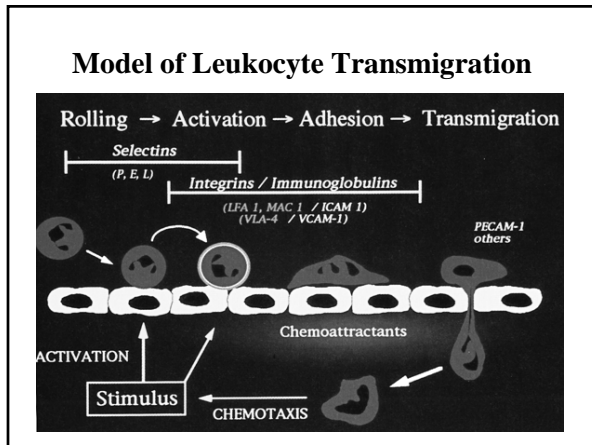 Model of Leukocyte Transmigration
Rolling → Activation → Adhesion → Transmigration
Selectins
(P, E, L)
Integrins / Immunoglobulins
(LFA 1, MAC 1 / ICAM 1)
(VLA-4 / VCAM-1)
PECAM-1
others
Chemoattractants
ACTIVATION
Stimulus
CHEMOTAXIS